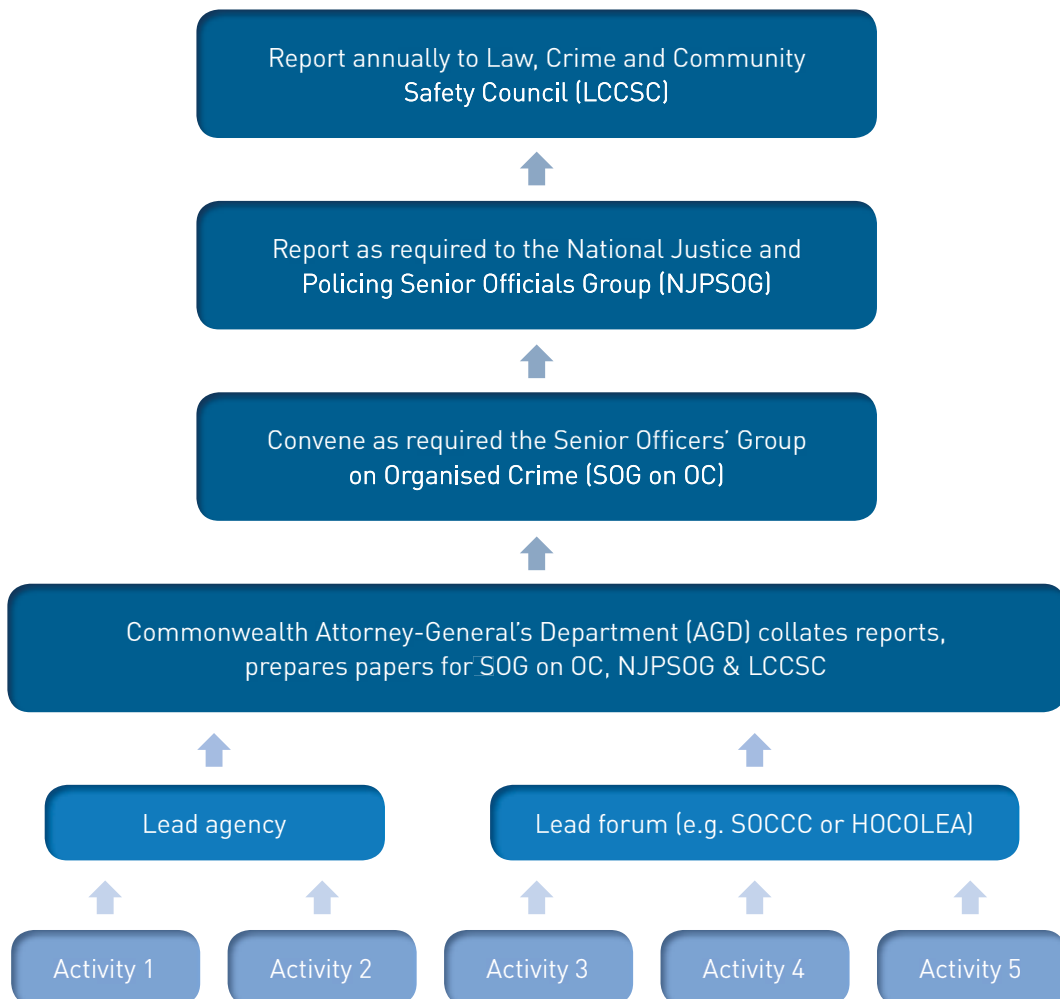 Report annually to Law, Crime and Community
Safety Council (LCCSC)
Report as required to the National Justice and
Policing Senior Officials Group (NJPSOG)
Convene as required the Senior Officers’ Group
on Organised Crime (SOG on OC)
Commonwealth Attorney-General’s Department (AGD) collates reports,
prepares papers for SOG on OC, NJPSOG & LCCSC
Lead agency
Lead forum (e.g. SOCCC or HOCOLEA)
Activity 1
Activity 2
Activity 3
Activity 4
Activity 5